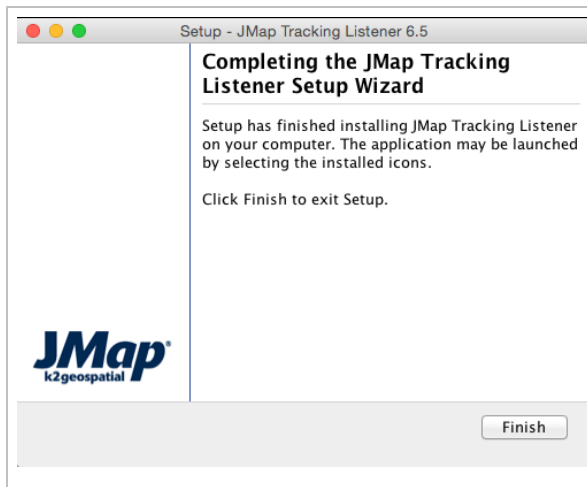 Setup - JMap Tracking Listener 6.5
Completing the JMap Tracking
Listener Setup Wizard
Setup has finished installing JMap Tracking Listener
on your computer. The application may be launched
by selecting the installed icons.
Click Finish to exit Setup.
JMap
k2geospatial
Finish